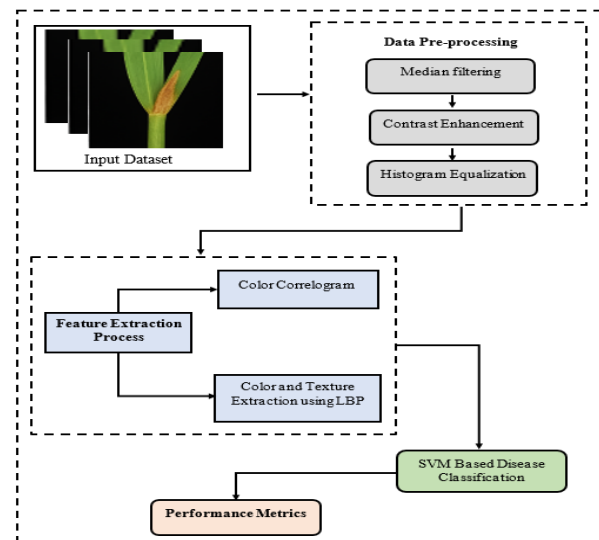 Input Dataset
Data Pre-processing
Median filtering
Contrast Enhancement
Histogram Equalization
Feature Extraction
Process
Color Correlogram
Color and Texture
Extraction using LBP
SVM Based Disease
Classification
Performance Metrics